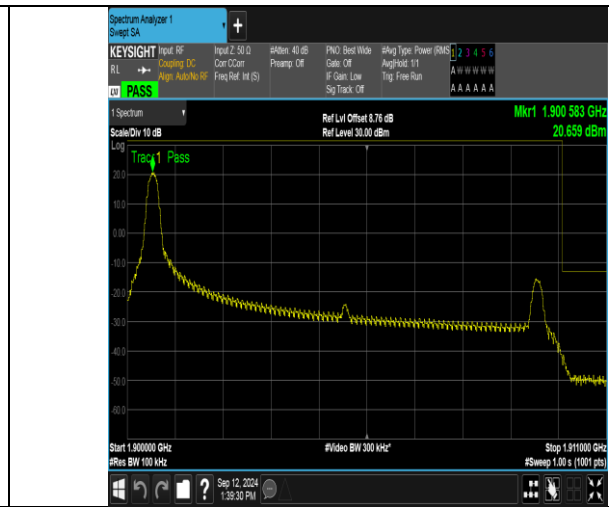 Spectrum Analyzer 1
Swept SA
+
KEYSIGHT Input: RF Input Z: 50 Ω #Atten: 40 dB PNO: Best Wide #Avg Type: Power (RMS 1 2 3 4 5 6
RL Coupling: DC Corr CCorr Preamp: Off Gate: Off Avg|Hold: 1/1 A W W W W W
Align: Auto/No RF Freq Ref: Int (S) IF Gain: Low Trig: Free Run
PASS Sig Track: Off A A A A A A
1 Spectrum Ref Lvl Offset 8.76 dB Mkr1 1.900 583 GHz
Scale/Div 10 dB Ref Level 30.00 dBm 20.659 dBm
Log
Trace 1 Pass
20.0
10.0
0.00
-10.0
-20.0
-30.0
-40.0
-50.0
-60.0
Start 1.900000 GHz #Video BW 300 kHz* Stop 1.911000 GHz
#Res BW 100 kHz #Sweep 1.00 s (1001 pts)
? Sep 12, 2024
1:39:30 PM